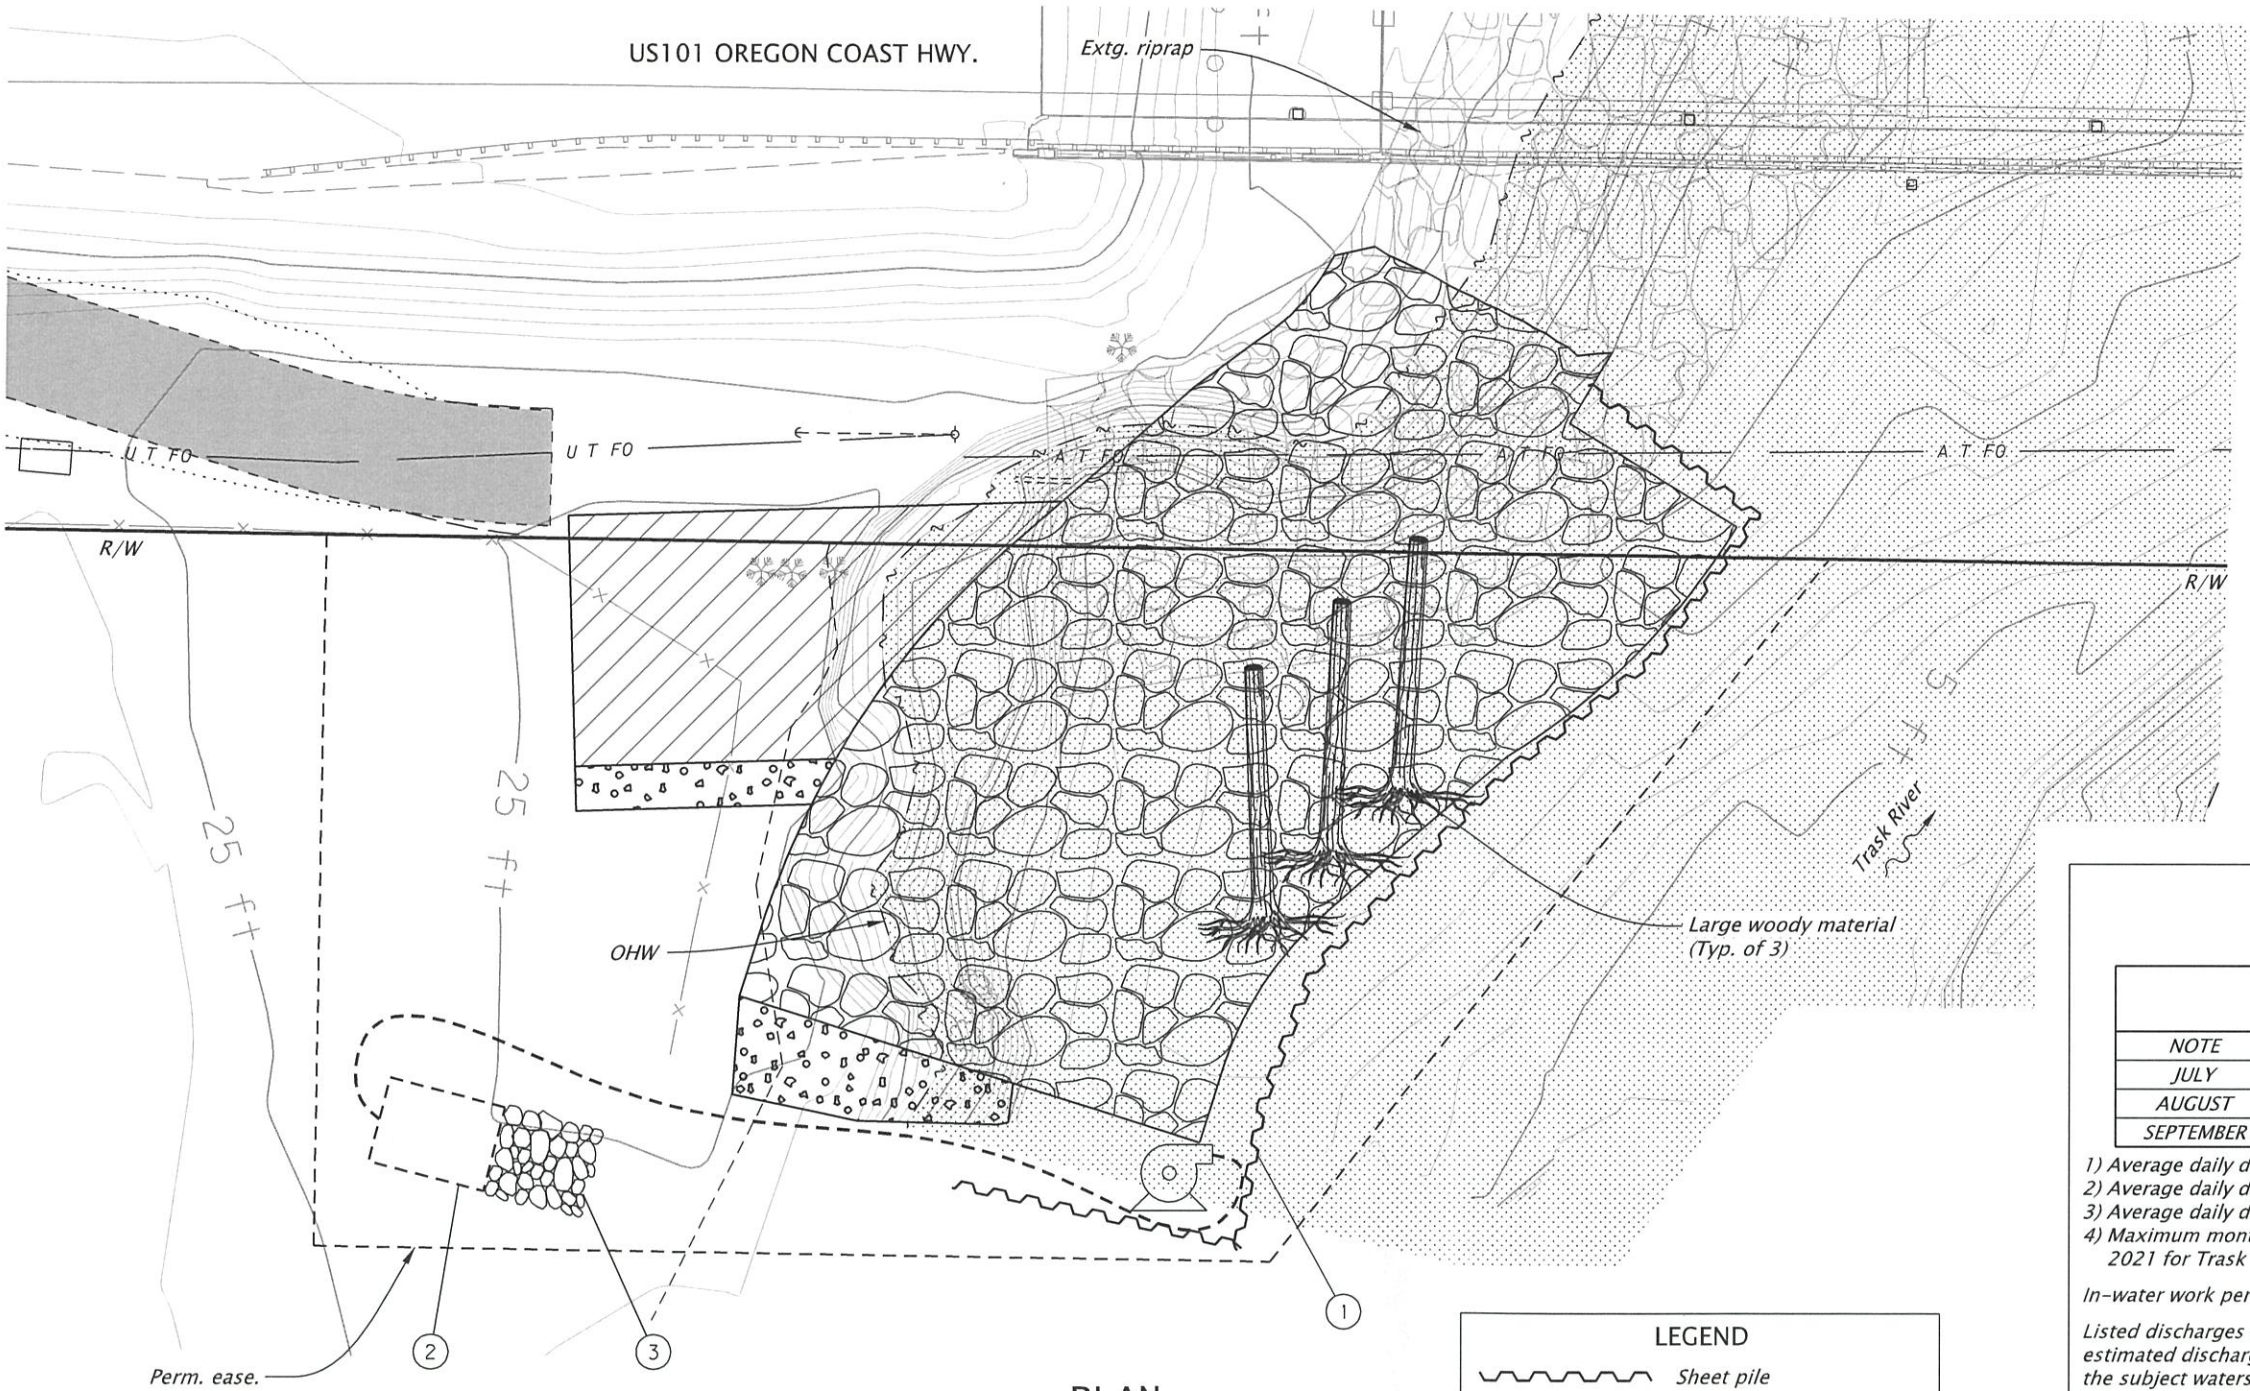 US101 OREGON COAST HWY.
Extg. riprap
U T FO
U T FO
A T FO
A T FO
A T FO
R/W
R/W
25 ft
25 ft
5 ft
Trask River
OHW
Large woody material
(Typ. of 3)
1
2
3
Perm. ease.
PLAN
LEGEND
Sheet pile
NOTE
JULY
AUGUST
SEPTEMBER
1) Average daily d
2) Average daily d
3) Average daily d
4) Maximum mont
2021 for Trask
In-water work per
Listed discharges
estimated discharg
the subject waters